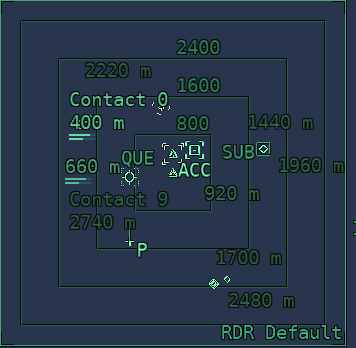 2400
2220 m
1600
Contact 0
400 m
800
1440 m
QUE
SUB
660 m
ACC
1960 m
Contact 9
920 m
2740 m
P
1700 m
2480 m
RDR Default